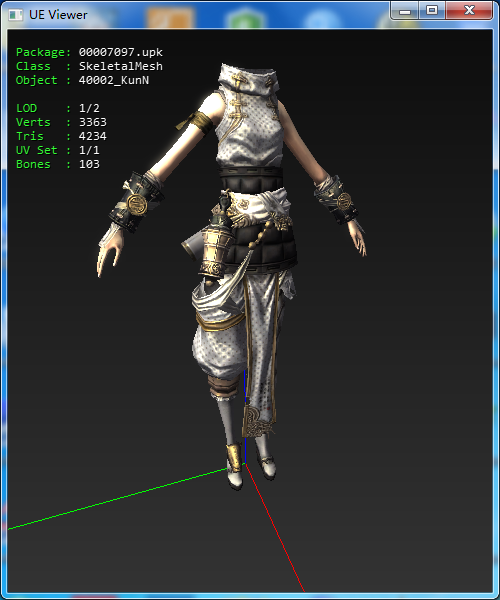 UE Viewer
Package: 00007097.upk
Class : SkeletalMesh
Object : 40002_KunN
LOD : 1/2
Verts : 3363
Tris : 4234
UV Set : 1/1
Bones : 103